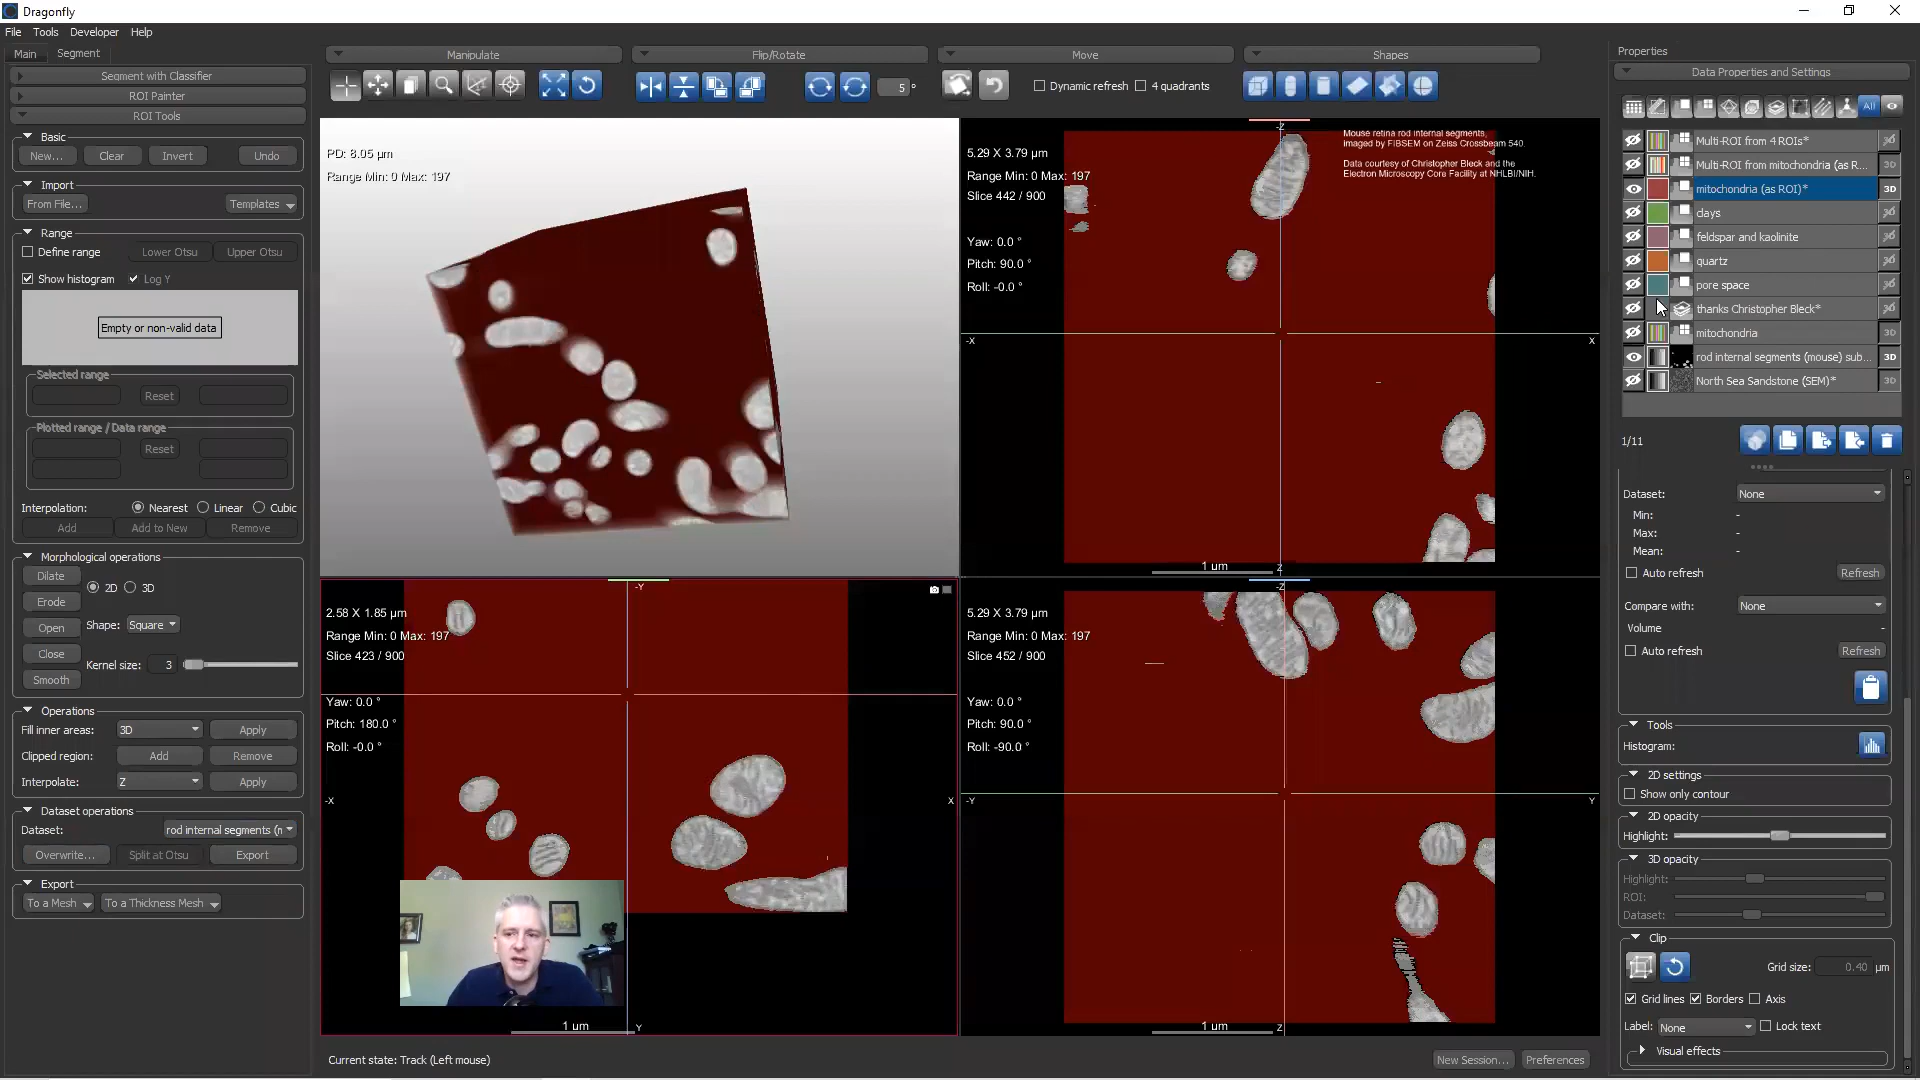 Dragonfly
File Tools Developer Help
Main Segment
Segment with Classifier
ROI Painter
ROI Tools
Basic
New... Clear Invert Undo
Import
From File... Templates
Range
Define range Lower Otsu Upper Otsu
Show histogram Log Y
Empty or non-valid data
Selected range
Reset
Plotted range / Data range
Reset
Interpolation: Nearest Linear Cubic
Add Add to New Remove
Morphological operations
Dilate
2D 3D
Erode
Open
Shape: Square
Close
Kernel size: 3
Smooth
Operations
Fill inner areas: 3D Apply
Clipped region: Add Remove
Interpolate: Z Apply
Dataset operations
Dataset: rod internal segments (r
Overwrite... Split at Otsu Export
Export
To a Mesh To a Thickness Mesh
Manipulate Flip/Rotate Move Shapes
5 °
Dynamic refresh 4 quadrants
PD: 8.05 µm
Range Min: 0 Max: 197
5.29 X 3.79 µm
Range Min: 0 Max: 197
Slice 442 / 900
Yaw: 0.0 °
Pitch: 90.0 °
Roll: -0.0 °
-Z
Mouse retina rod internal segments,
imaged by FIBSEM on Zeiss Crossbeam 540.
Data courtesy of Christopher Bleck and the
Electron Microscopy Core Facility at NHLBI/NIH.
-X X
1 um Z
2.58 X 1.85 µm
Range Min: 0 Max: 197
Slice 423 / 900
Yaw: 0.0 °
Pitch: 180.0 °
Roll: -0.0 °
-Y
-X X
1 um Y
5.29 X 3.79 µm
Range Min: 0 Max: 197
Slice 452 / 900
Yaw: 0.0 °
Pitch: 90.0 °
Roll: -90.0 °
-Z
-Y Y
1 um Z
Current state: Track (Left mouse)
New Session... Preferences
Properties
Data Properties and Settings
All
Multi-ROI from 4 ROIs*
Multi-ROI from mitochondria (as R... 3D
mitochondria (as ROI)* 3D
clays
feldspar and kaolinite
quartz
pore space
thanks Christopher Bleck*
mitochondria 3D
rod internal segments (mouse) sub... 3D
North Sea Sandstone (SEM)* 3D
1/11
Dataset: None
Min: -
Max: -
Mean: -
Auto refresh Refresh
Compare with: None
Volume -
Auto refresh Refresh
Tools
Histogram:
2D settings
Show only contour
2D opacity
Highlight:
3D opacity
Highlight:
ROI:
Dataset:
Clip
Grid size: 0.40 µm
Grid lines Borders Axis
Label: None Lock text
Visual effects